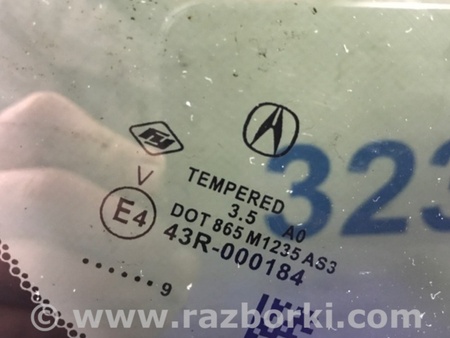 323
V
TEMPERED
3.5 A0
E4
DOT 865 M1235 AS3
43R-000184
......9
www.razborki.com